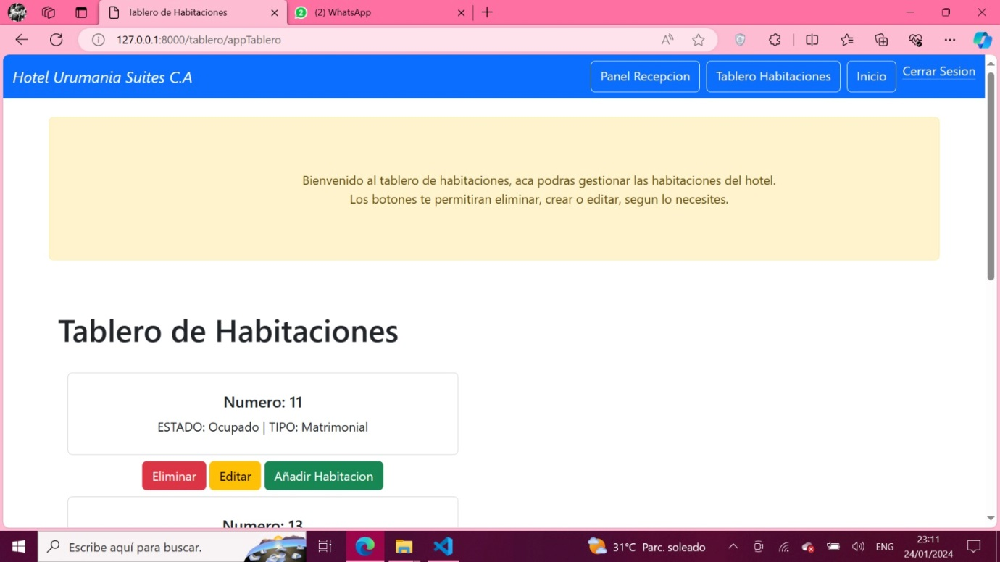 Tablero de Habitaciones
(2) WhatsApp
127.0.0.1:8000/tablero/appTablero
Hotel Urumania Suites C.A
Panel Recepcion
Tablero Habitaciones
Inicio
Cerrar Sesion
Bienvenido al tablero de habitaciones, aca podras gestionar las habitaciones del hotel.
Los botones te permitiran eliminar, crear o editar, segun lo necesites.
Tablero de Habitaciones
Numero: 11
ESTADO: Ocupado | TIPO: Matrimonial
Eliminar
Editar
Añadir Habitacion
Numero: 13
Escribe aquí para buscar.
31°C Parc. soleado
ENG
23:11
24/01/2024